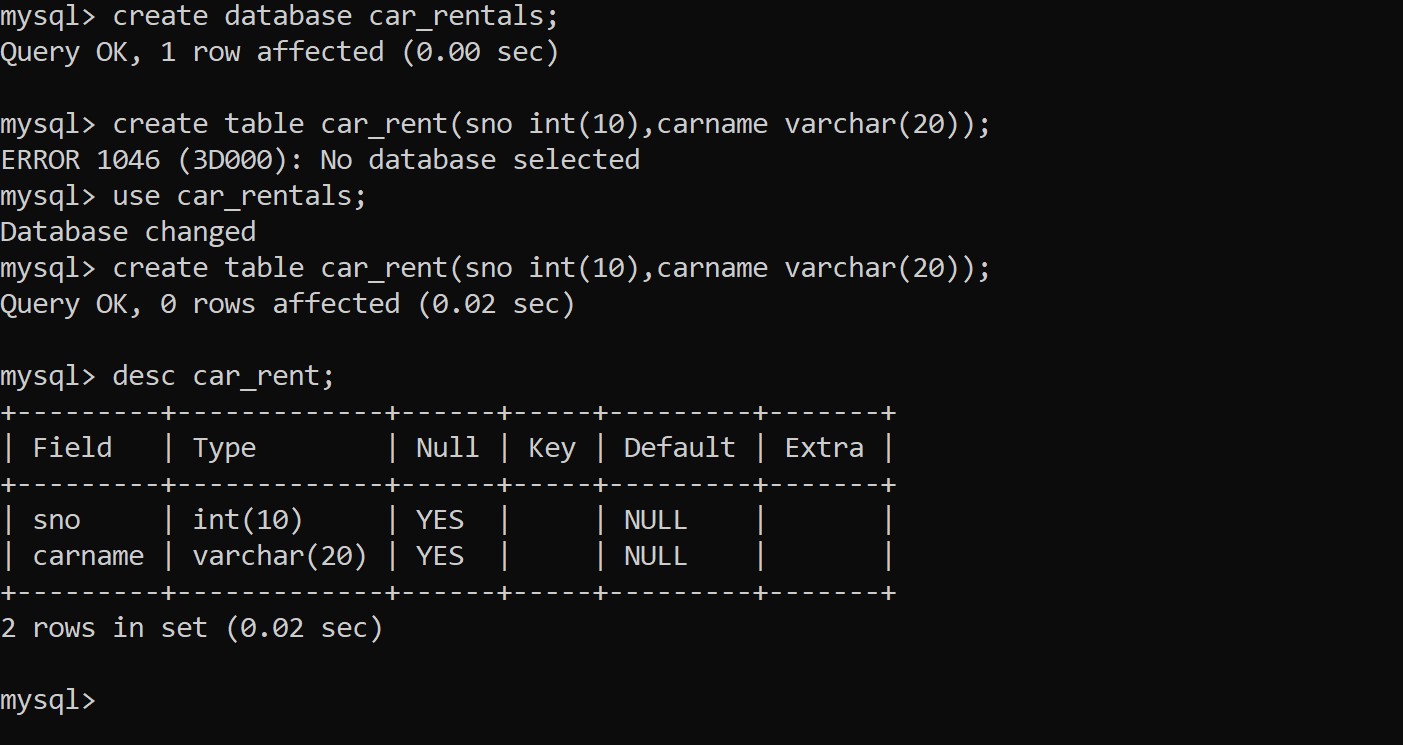 mysql> create database car_rentals;
Query OK, 1 row affected (0.00 sec)
mysql> create table car_rent(sno int(10),carname varchar(20));
ERROR 1046 (3D000): No database selected
mysql> use car_rentals;
Database changed
mysql> create table car_rent(sno int(10),carname varchar(20));
Query OK, 0 rows affected (0.02 sec)
mysql> desc car_rent;
+---------+-------------+------+-----+---------+-------+
| Field   | Type        | Null | Key | Default | Extra |
+---------+-------------+------+-----+---------+-------+
| sno     | int(10)     | YES  |     | NULL    |       |
| carname | varchar(20) | YES  |     | NULL    |       |
+---------+-------------+------+-----+---------+-------+
2 rows in set (0.02 sec)
mysql>